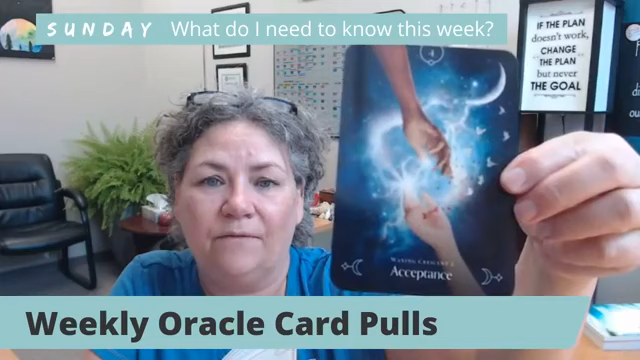 SUNDAY What do I need to know this week?
IF THE PLAN
doesn't work,
CHANGE
THE PLAN
but never
THE GOAL
4
WAXING CRESCENT
Acceptance
Weekly Oracle Card Pulls